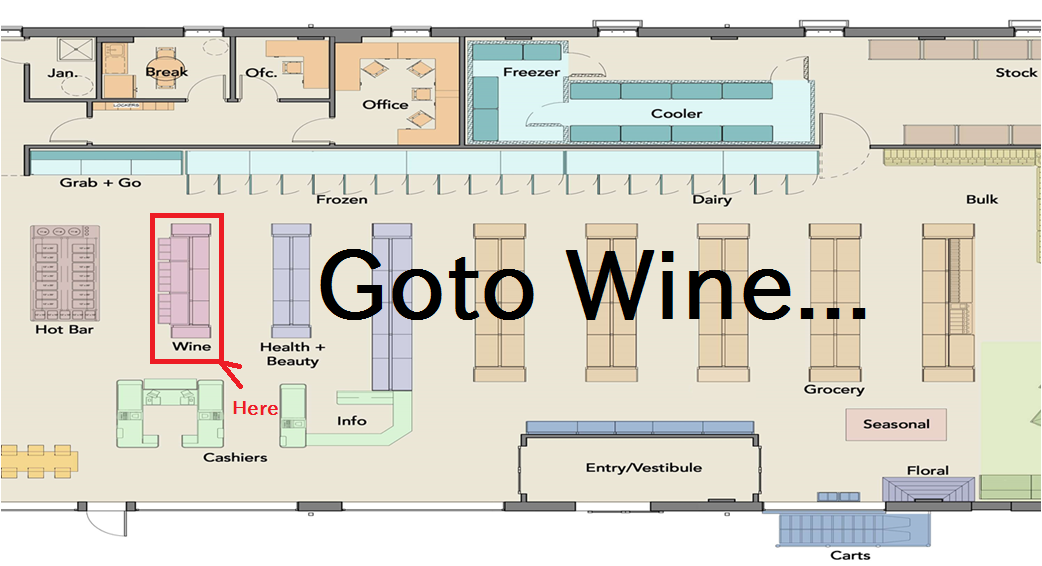 Jan.
Break
Ofc.
Office
LOCKERS
Freezer
Cooler
Stock
Grab + Go
Frozen
Dairy
Bulk
Goto Wine...
Hot Bar
Wine
Health +
Beauty
Here
Grocery
Info
Cashiers
Seasonal
Entry/Vestibule
Floral
Carts